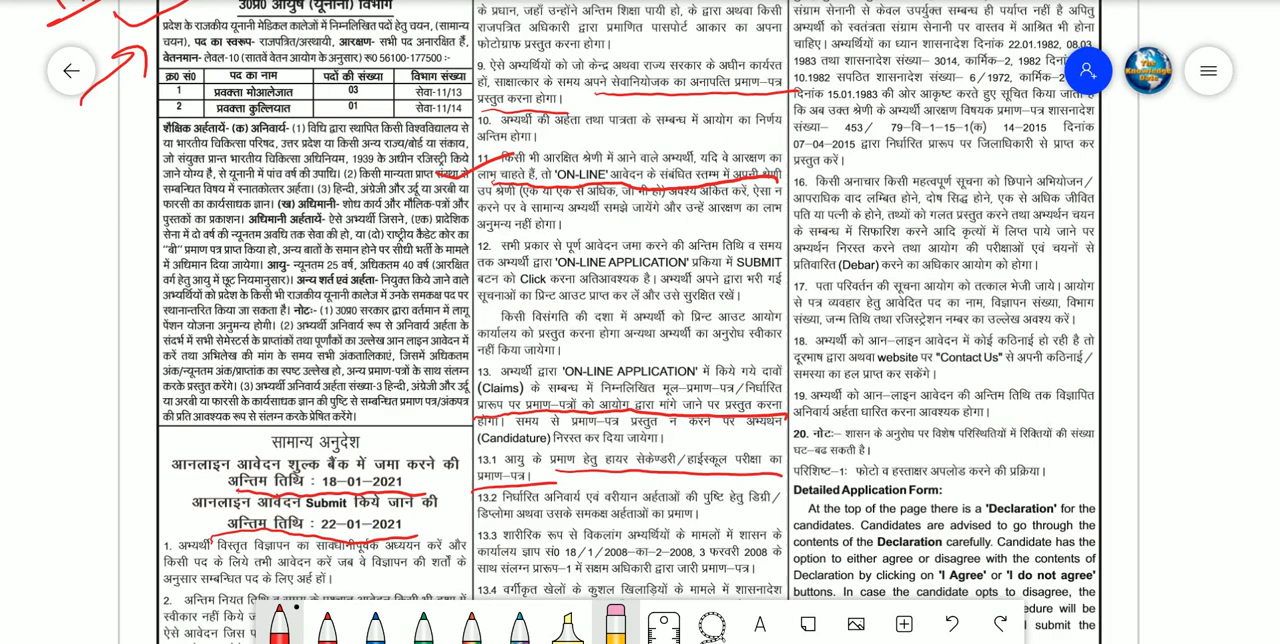 उ0प्र0 आयुष (यूनानी) विभाग
प्रदेश के राजकीय यूनानी मेडिकल कालेजों में निम्नलिखित पदों हेतु चयन, (सामान्य
चयन), पद का स्वरूप- राजपत्रित/अस्थायी, आरक्षण- सभी पद अनारक्षित हैं,
वेतनमान- लेवल-10 (सातवें वेतन आयोग के अनुसार) रू0 56100-177500 :-
क्र0 सं0 पद का नाम पदों की संख्या विभाग संख्या
1 प्रवक्ता मोआलेजात 03 सेवा-11/13
2 प्रवक्ता कुल्लियात 01 सेवा-11/14
शैक्षिक अर्हतायें- (क) अनिवार्य- (1) विधि द्वारा स्थापित किसी विश्वविद्यालय से
या भारतीय चिकित्सा परिषद, उत्तर प्रदेश या किसी अन्य राज्य/बोर्ड या संकाय,
जो संयुक्त प्रान्त भारतीय चिकित्सा अधिनियम, 1939 के अधीन रजिस्ट्री किये
जाने योग्य है, से यूनानी में पांच वर्ष की उपाधि। (2) किसी मान्यता प्राप्त संस्था से
सम्बन्धित विषय में स्नातकोत्तर अर्हता। (3) हिन्दी, अंग्रेजी और उर्दू या अरबी या
फारसी का कार्यसाधक ज्ञान। (ख) अधिमानी- शोध कार्य और मौलिक-पत्रों और
पुस्तकों का प्रकाशन। अधिमानी अर्हतायें- ऐसे अभ्यर्थी जिसने, (एक) प्रादेशिक
सेना में दो वर्ष की न्यूनतम अवधि तक सेवा की हो, या (दो) राष्ट्रीय कैडेट कोर का
"बी" प्रमाण पत्र प्राप्त किया हो, अन्य बातों के समान होने पर सीधी भर्ती के मामले
में अधिमान दिया जायेगा। आयु- न्यूनतम 25 वर्ष, अधिकतम 40 वर्ष (आरक्षित
वर्ग हेतु आयु में छूट नियमानुसार)। अन्य शर्त एवं अर्हता- नियुक्त किये जाने वाले
अभ्यर्थियों को प्रदेश के किसी भी राजकीय यूनानी कालेज में उनके समकक्ष पद पर
स्थानान्तरित किया जा सकता है। नोटः- (1) उ0प्र0 सरकार द्वारा वर्तमान में लागू
पेंशन योजना अनुमन्य होगी। (2) अभ्यर्थी अनिवार्य रूप से अनिवार्य अर्हता के
संदर्भ में सभी सेमेस्टर्स के प्राप्तांकों तथा पूर्णांकों का उल्लेख आन लाइन आवेदन में
करें तथा अभिलेख की मांग के समय सभी अंकतालिकाएं, जिसमें अधिकतम
अंक/न्यूनतम अंक/प्राप्तांक का स्पष्ट उल्लेख हो, अन्य प्रमाण-पत्रों के साथ संलग्न
करके प्रस्तुत करेंगे। (3) अभ्यर्थी अनिवार्य अर्हता संख्या-3 हिन्दी, अंग्रेजी और उर्दू
या अरबी या फारसी के कार्यसाधक ज्ञान की पुष्टि से सम्बन्धित प्रमाण पत्र/अंकपत्र
की प्रति आवश्यक रूप से संलग्न करके प्रेषित करेंगे।
सामान्य अनुदेश
आनलाइन आवेदन शुल्क बैंक में जमा करने की
अन्तिम तिथि : 18-01-2021
आनलाइन आवेदन Submit किये जाने की
अन्तिम तिथि : 22-01-2021
1. अभ्यर्थी विस्तृत विज्ञापन का सावधानीपूर्वक अध्ययन करें और
किसी पद के लिये तभी आवेदन करें जब वे विज्ञापन की शर्तों के
अनुसार सम्बन्धित पद के लिए अर्ह हों।
2. अन्तिम नियत
स्वीकार नहीं किये
ऐसे आवेदन जिस
के प्रधान, जहाँ उन्होंने अन्तिम शिक्षा पायी हो, के द्वारा अथवा किसी
राजपत्रित अधिकारी द्वारा प्रमाणित पासपोर्ट आकार का अपना
फोटोग्राफ प्रस्तुत करना होगा।
9. ऐसे अभ्यर्थियों को जो केन्द्र अथवा राज्य सरकार के अधीन कार्यरत
हों, साक्षात्कार के समय अपने सेवानियोजक का अनापत्ति प्रमाण-पत्र
प्रस्तुत करना होगा।
10. अभ्यर्थी की अर्हता तथा पात्रता के सम्बन्ध में आयोग का निर्णय
अन्तिम होगा।
11. किसी भी आरक्षित श्रेणी में आने वाले अभ्यर्थी, यदि वे आरक्षण का
लाभ चाहते हैं, तो 'ON-LINE' आवेदन के संबंधित स्तम्भ में अपनी श्रेणी
उप श्रेणी (एक या एक से अधिक, जो भी हो) अवश्य अंकित करें, ऐसा न
करने पर वे सामान्य अभ्यर्थी समझे जायेंगे और उन्हें आरक्षण का लाभ
अनुमन्य नहीं होगा।
12. सभी प्रकार से पूर्ण आवेदन जमा करने की अन्तिम तिथि व समय
तक अभ्यर्थी द्वारा 'ON-LINE APPLICATION' प्रकिया में SUBMIT
बटन को Click करना अतिआवश्यक है। अभ्यर्थी अपने द्वारा भरी गई
सूचनाओं का प्रिन्ट आउट प्राप्त कर लें और उसे सुरक्षित रखें।
किसी विसंगति की दशा में अभ्यर्थी को प्रिन्ट आउट आयोग
कार्यालय को प्रस्तुत करना होगा अन्यथा अभ्यर्थी का अनुरोध स्वीकार
नहीं किया जायेगा।
13. अभ्यर्थी द्वारा 'ON-LINE APPLICATION' में किये गये दावों
(Claims) के सम्बन्ध में निम्नलिखित मूल-प्रमाण-पत्र/निर्धारित
प्रारूप पर प्रमाण-पत्रों को आयोग द्वारा मांगे जाने पर प्रस्तुत करना
होगा। समय से प्रमाण-पत्र प्रस्तुत न करने पर अभ्यर्थन
(Candidature) निरस्त कर दिया जायेगा।
13.1 आयु के प्रमाण हेतु हायर सेकेण्डरी/हाईस्कूल परीक्षा का
प्रमाण-पत्र।
13.2 निर्धारित अनिवार्य एवं वरीयान अर्हताओं की पुष्टि हेतु डिग्री/
डिप्लोमा अथवा उसके समकक्ष अर्हताओं का प्रमाण।
13.3 शारीरिक रूप से विकलांग अभ्यर्थियों के मामलों में शासन के
कार्यालय ज्ञाप सं0 18/1/2008-का-2-2008, 3 फरवरी 2008 के
साथ संलग्न प्रारूप-1 में सक्षम अधिकारी द्वारा जारी प्रमाण-पत्र।
13.4 वर्गीकृत खेलों के कुशल खिलाड़ियों के मामले में शासनादेश
संग्राम सेनानी से केवल उपर्युक्त सम्बन्ध ही पर्याप्त नहीं है अपितु
अभ्यर्थी को स्वतंत्रता संग्राम सेनानी पर वास्तव में आश्रित भी होना
चाहिए। अभ्यर्थियों का ध्यान शासनादेश दिनांक 22.01.1982, 08.03.
1983 तथा शासनादेश संख्या- 3014, कार्मिक-2, 1982 दिनांक
10.1982 सपठित शासनादेश संख्या- 6/1972, कार्मिक-2
दिनांक 15.01.1983 की ओर आकृष्ट करते हुए सूचित किया जाता है
कि अब उक्त श्रेणी के अभ्यर्थी आरक्षण विषयक प्रमाण-पत्र शासनादेश
संख्या- 453/ 79-वि-1-15-1(क) 14-2015 दिनांक
07-04-2015 द्वारा निर्धारित प्रारूप पर जिलाधिकारी से प्राप्त कर
प्रस्तुत करें।
16. किसी अनाचार किसी महत्वपूर्ण सूचना को छिपाने अभियोजन/
आपराधिक वाद लम्बित होने, दोष सिद्ध होने, एक से अधिक जीवित
पति या पत्नी के होने, तथ्यों को गलत प्रस्तुत करने तथा अभ्यर्थन चयन
के सम्बन्ध में सिफारिश करने आदि कृत्यों में लिप्त पाये जाने पर
अभ्यर्थन निरस्त करने तथा आयोग की परीक्षाओं एवं चयनों से
प्रतिवारित (Debar) करने का अधिकार आयोग को होगा।
17. पता परिवर्तन की सूचना आयोग को तत्काल भेजी जाये। आयोग
से पत्र व्यवहार हेतु आवेदित पद का नाम, विज्ञापन संख्या, विभाग
संख्या, जन्म तिथि तथा रजिस्ट्रेशन नम्बर का उल्लेख अवश्य करें।
18. अभ्यर्थी को आन-लाइन आवेदन में कोई कठिनाई हो रही है तो
दूरभाष द्वारा अथवा website पर "Contact Us" से अपनी कठिनाई/
समस्या का हल प्राप्त कर सकेंगे।
19. अभ्यर्थी को आन-लाइन आवेदन की अन्तिम तिथि तक विज्ञापित
अनिवार्य अर्हता धारित करना आवश्यक होगा।
20. नोटः– शासन के अनुरोध पर विशेष परिस्थितियों में रिक्तियों की संख्या
घट-बढ सकती है।
परिशिष्ट-1: फोटो व हस्ताक्षर अपलोड करने की प्रक्रिया।
Detailed Application Form:
At the top of the page there is a 'Declaration' for the
candidates. Candidates are advised to go through the
contents of the Declaration carefully. Candidate has the
option to either agree or disagree with the contents of
Declaration by clicking on 'I Agree' or 'I do not agree'
buttons. In case the candidate opts to disagree, the
edure will be
submit the
The Knowledge
A